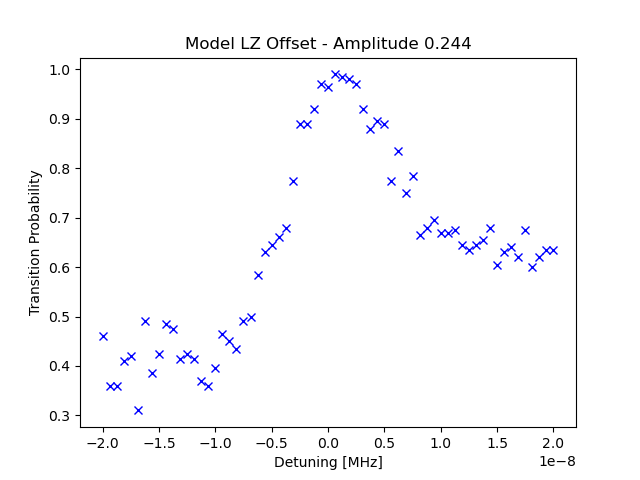 Model LZ Offset - Amplitude 0.244
Transition Probability
1.0
0.9
0.8
0.7
0.6
0.5
0.4
0.3
−2.0 −1.5 −1.0 −0.5 0.0 0.5 1.0 1.5 2.0
1e−8
Detuning [MHz]